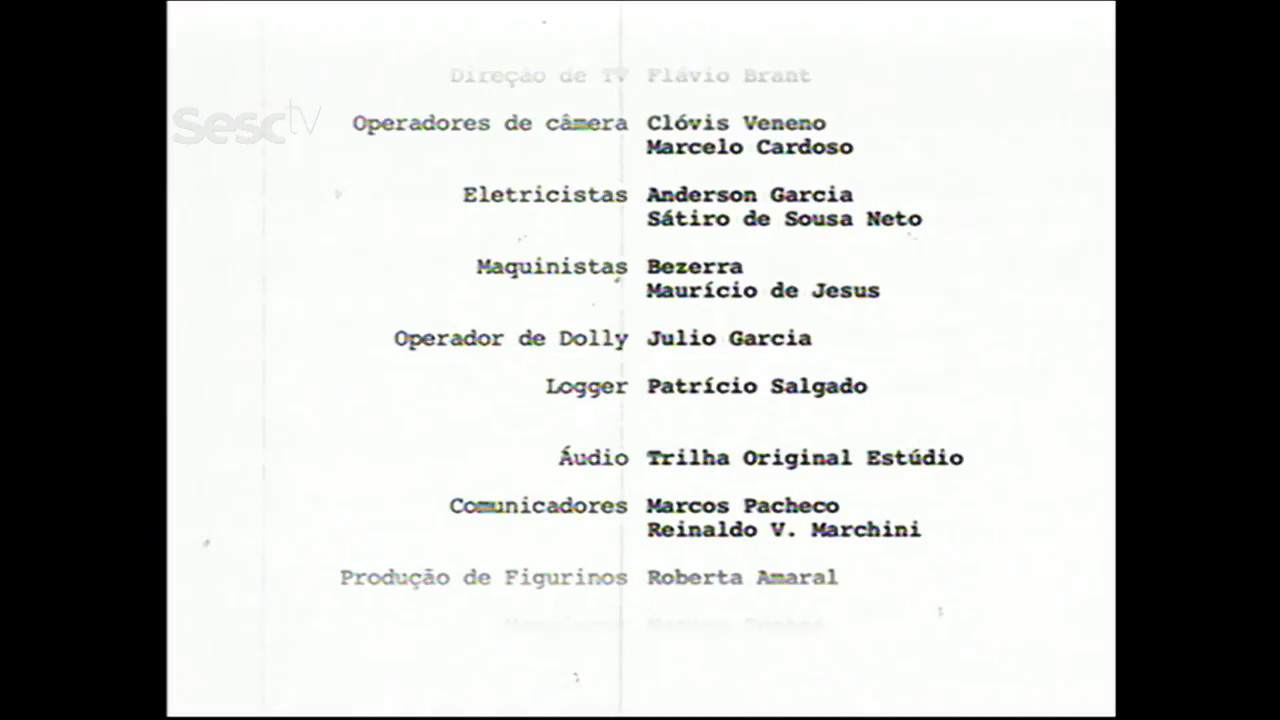 Direção de TV Flávio Brant
Sesctv
Operadores de câmera Clóvis Veneno
Marcelo Cardoso
Eletricistas Anderson Garcia
Sátiro de Sousa Neto
Maquinistas Bezerra
Maurício de Jesus
Operador de Dolly Julio Garcia
Logger Patrício Salgado
Áudio Trilha Original Estúdio
Comunicadores Marcos Pacheco
Reinaldo V. Marchini
Produção de Figurinos Roberta Amaral